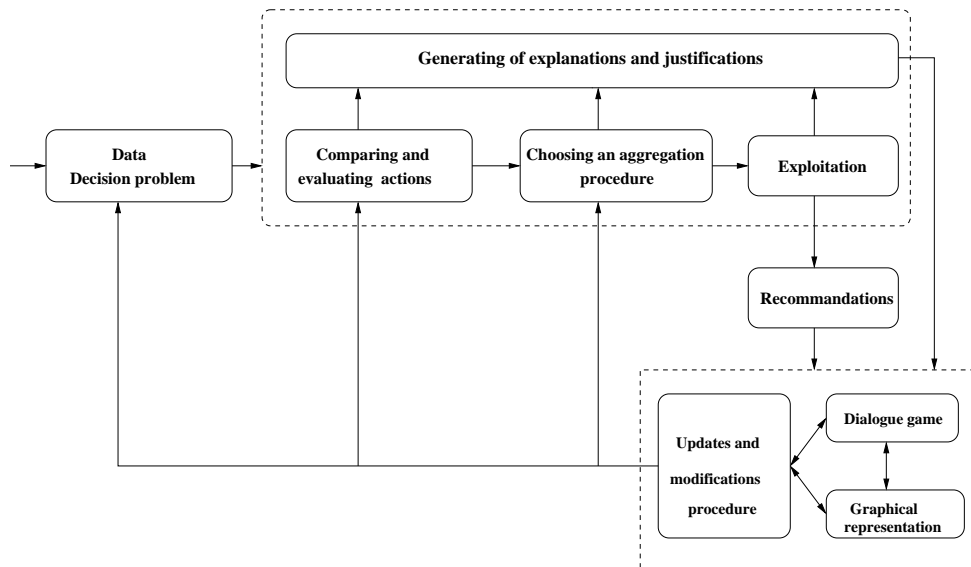 Generating of explanations and justifications
Data
Decision problem
Comparing and
evaluating actions
Choosing an aggregation
procedure
Exploitation
Recommandations
Updates and
modifications
procedure
Dialogue game
Graphical
representation